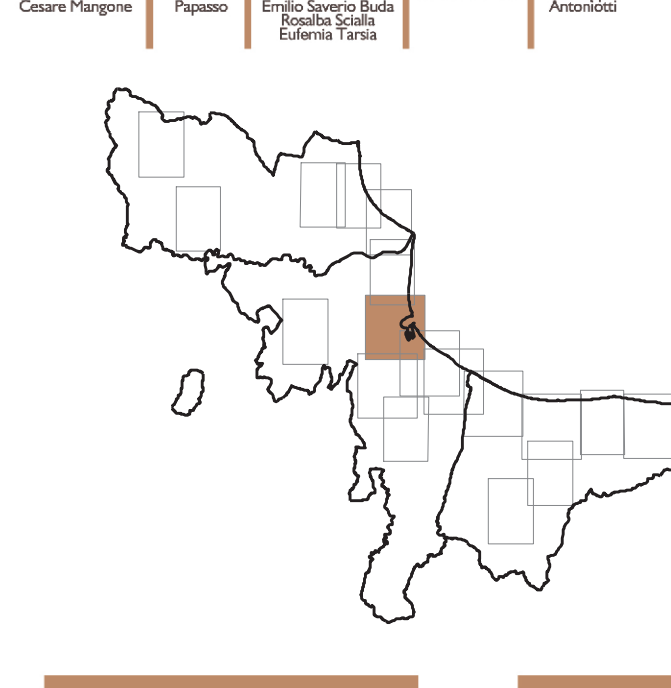 Cesare Mangone
Papasso
Emilio Saverio Buda
Rosalba Scialla
Eufemia Tarsia
Antoniotti